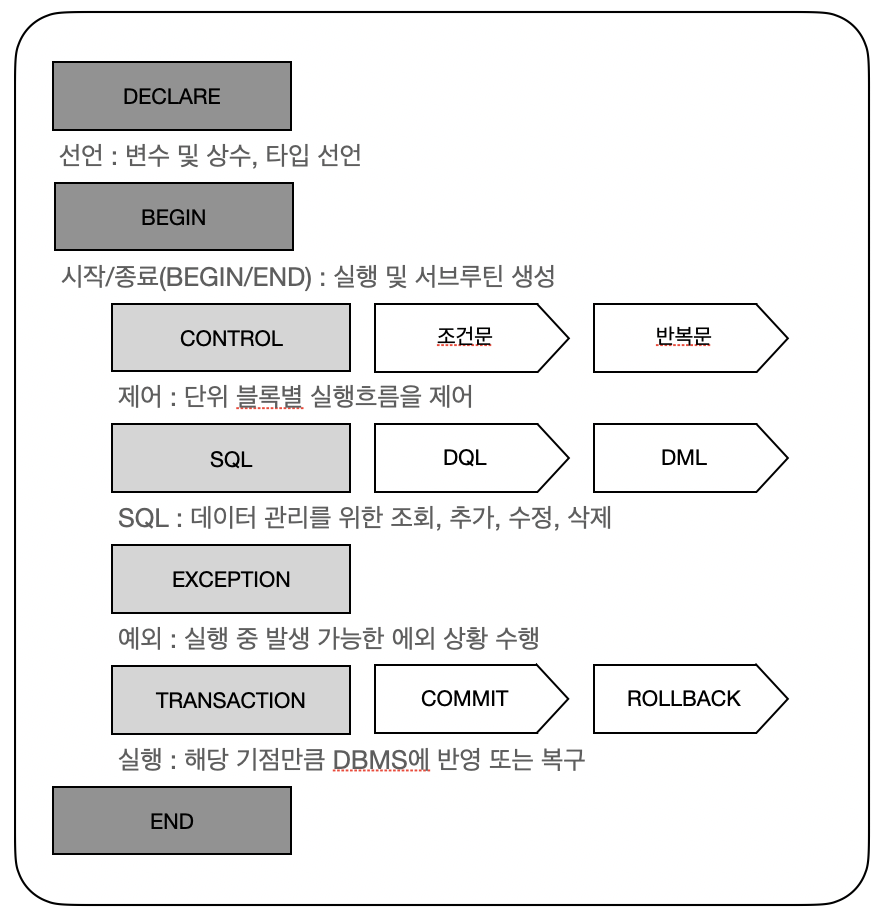 DECLARE
선언 : 변수 및 상수, 타입 선언
BEGIN
시작/종료(BEGIN/END) : 실행 및 서브루틴 생성
CONTROL 조건문 반복문
제어 : 단위 블록별 실행흐름을 제어
SQL DQL DML
SQL : 데이터 관리를 위한 조회, 추가, 수정, 삭제
EXCEPTION
예외 : 실행 중 발생 가능한 에외 상황 수행
TRANSACTION COMMIT ROLLBACK
실행 : 해당 기점만큼 DBMS에 반영 또는 복구
END